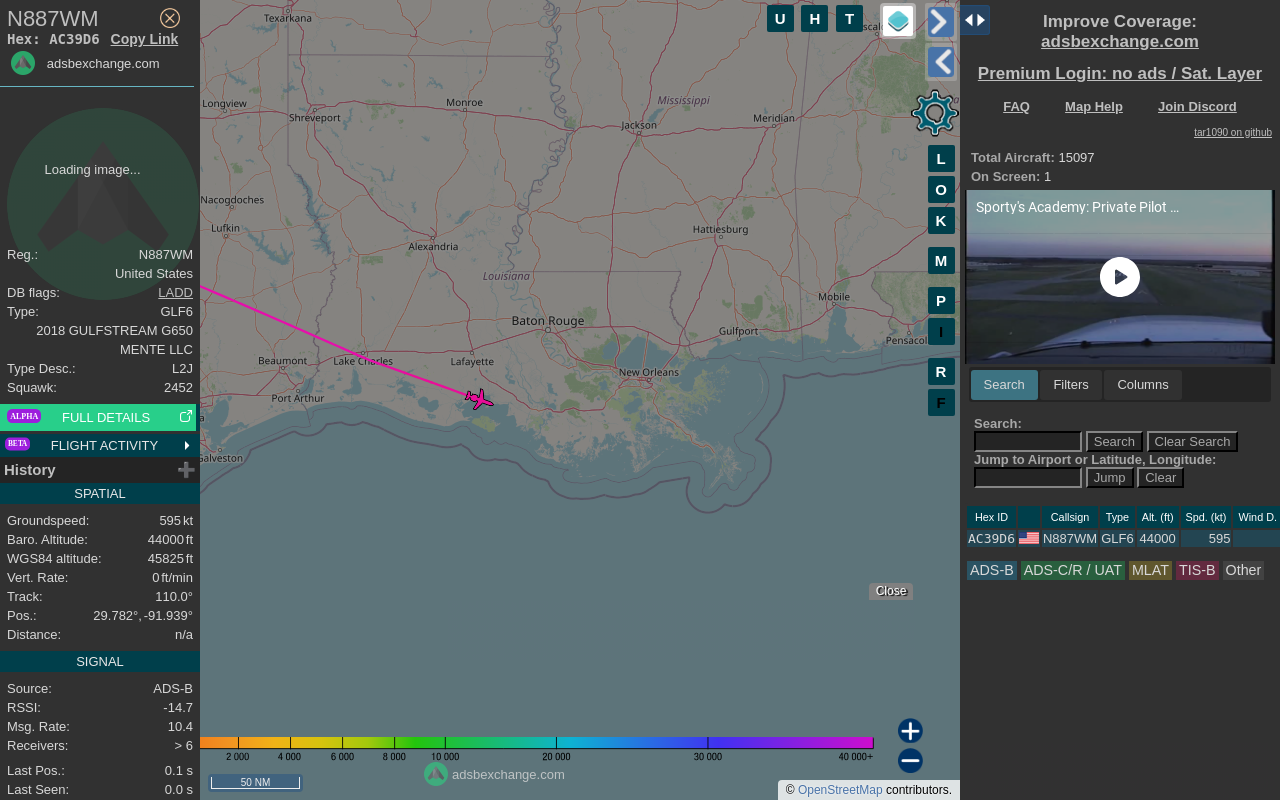 N887WM
Hex: AC39D6 Copy Link
adsbexchange.com
Loading image...
Reg.: N887WM
United States
DB flags: LADD
Type: GLF6
2018 GULFSTREAM G650
MENTE LLC
Type Desc.: L2J
Squawk: 2452
ALPHA FULL DETAILS
BETA FLIGHT ACTIVITY
History
SPATIAL
Groundspeed: 595 kt
Baro. Altitude: 44000 ft
WGS84 altitude: 45825 ft
Vert. Rate: 0 ft/min
Track: 110.0°
Pos.: 29.782°, -91.939°
Distance: n/a
SIGNAL
Source: ADS-B
RSSI: -14.7
Msg. Rate: 10.4
Receivers: > 6
Last Pos.: 0.1 s
Last Seen: 0.0 s
Texarkana
U H T
Longview
Shreveport
Monroe
Mississippi
Jackson
Meridian
Nacogdoches
Lufkin
Alexandria
Hattiesburg
Louisiana
Mobile
Baton Rouge
Gulfport
Pensacol
Beaumont
Lake Charles
Lafayette
New Orleans
Port Arthur
Galveston
L
O
K
M
P
I
R
F
Close
2 000 4 000 6 000 8 000 10 000 20 000 30 000 40 000+
50 NM
adsbexchange.com
© OpenStreetMap contributors.
Improve Coverage:
adsbexchange.com
Premium Login: no ads / Sat. Layer
FAQ Map Help Join Discord
tar1090 on github
Total Aircraft: 15097
On Screen: 1
Sporty's Academy: Private Pilot ...
Search Filters Columns
Search:
Search Clear Search
Jump to Airport or Latitude, Longitude:
Jump Clear
Hex ID Callsign Type Alt. (ft) Spd. (kt) Wind D.
AC39D6 N887WM GLF6 44000 595
ADS-B ADS-C/R / UAT MLAT TIS-B Other